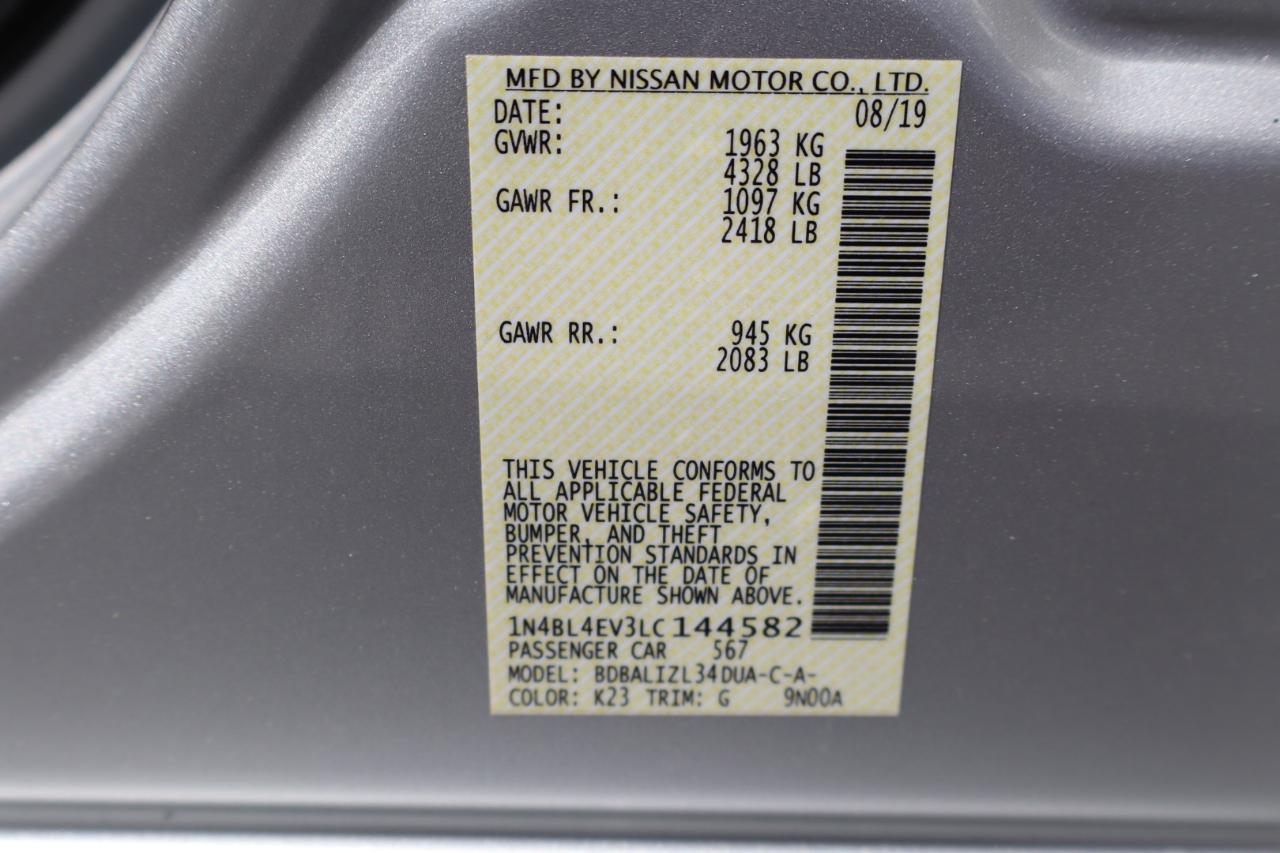 MFD BY NISSAN MOTOR CO., LTD.
DATE: 08/19
GVWR: 1963 KG
4328 LB
GAWR FR.: 1097 KG
2418 LB
GAWR RR.: 945 KG
2083 LB
THIS VEHICLE CONFORMS TO
ALL APPLICABLE FEDERAL
MOTOR VEHICLE SAFETY,
BUMPER, AND THEFT
PREVENTION STANDARDS IN
EFFECT ON THE DATE OF
MANUFACTURE SHOWN ABOVE.
1N4BL4EV3LC144582
PASSENGER CAR 567
MODEL: BDBALIZL34DUA-C-A-
COLOR: K23 TRIM: G 9N00A